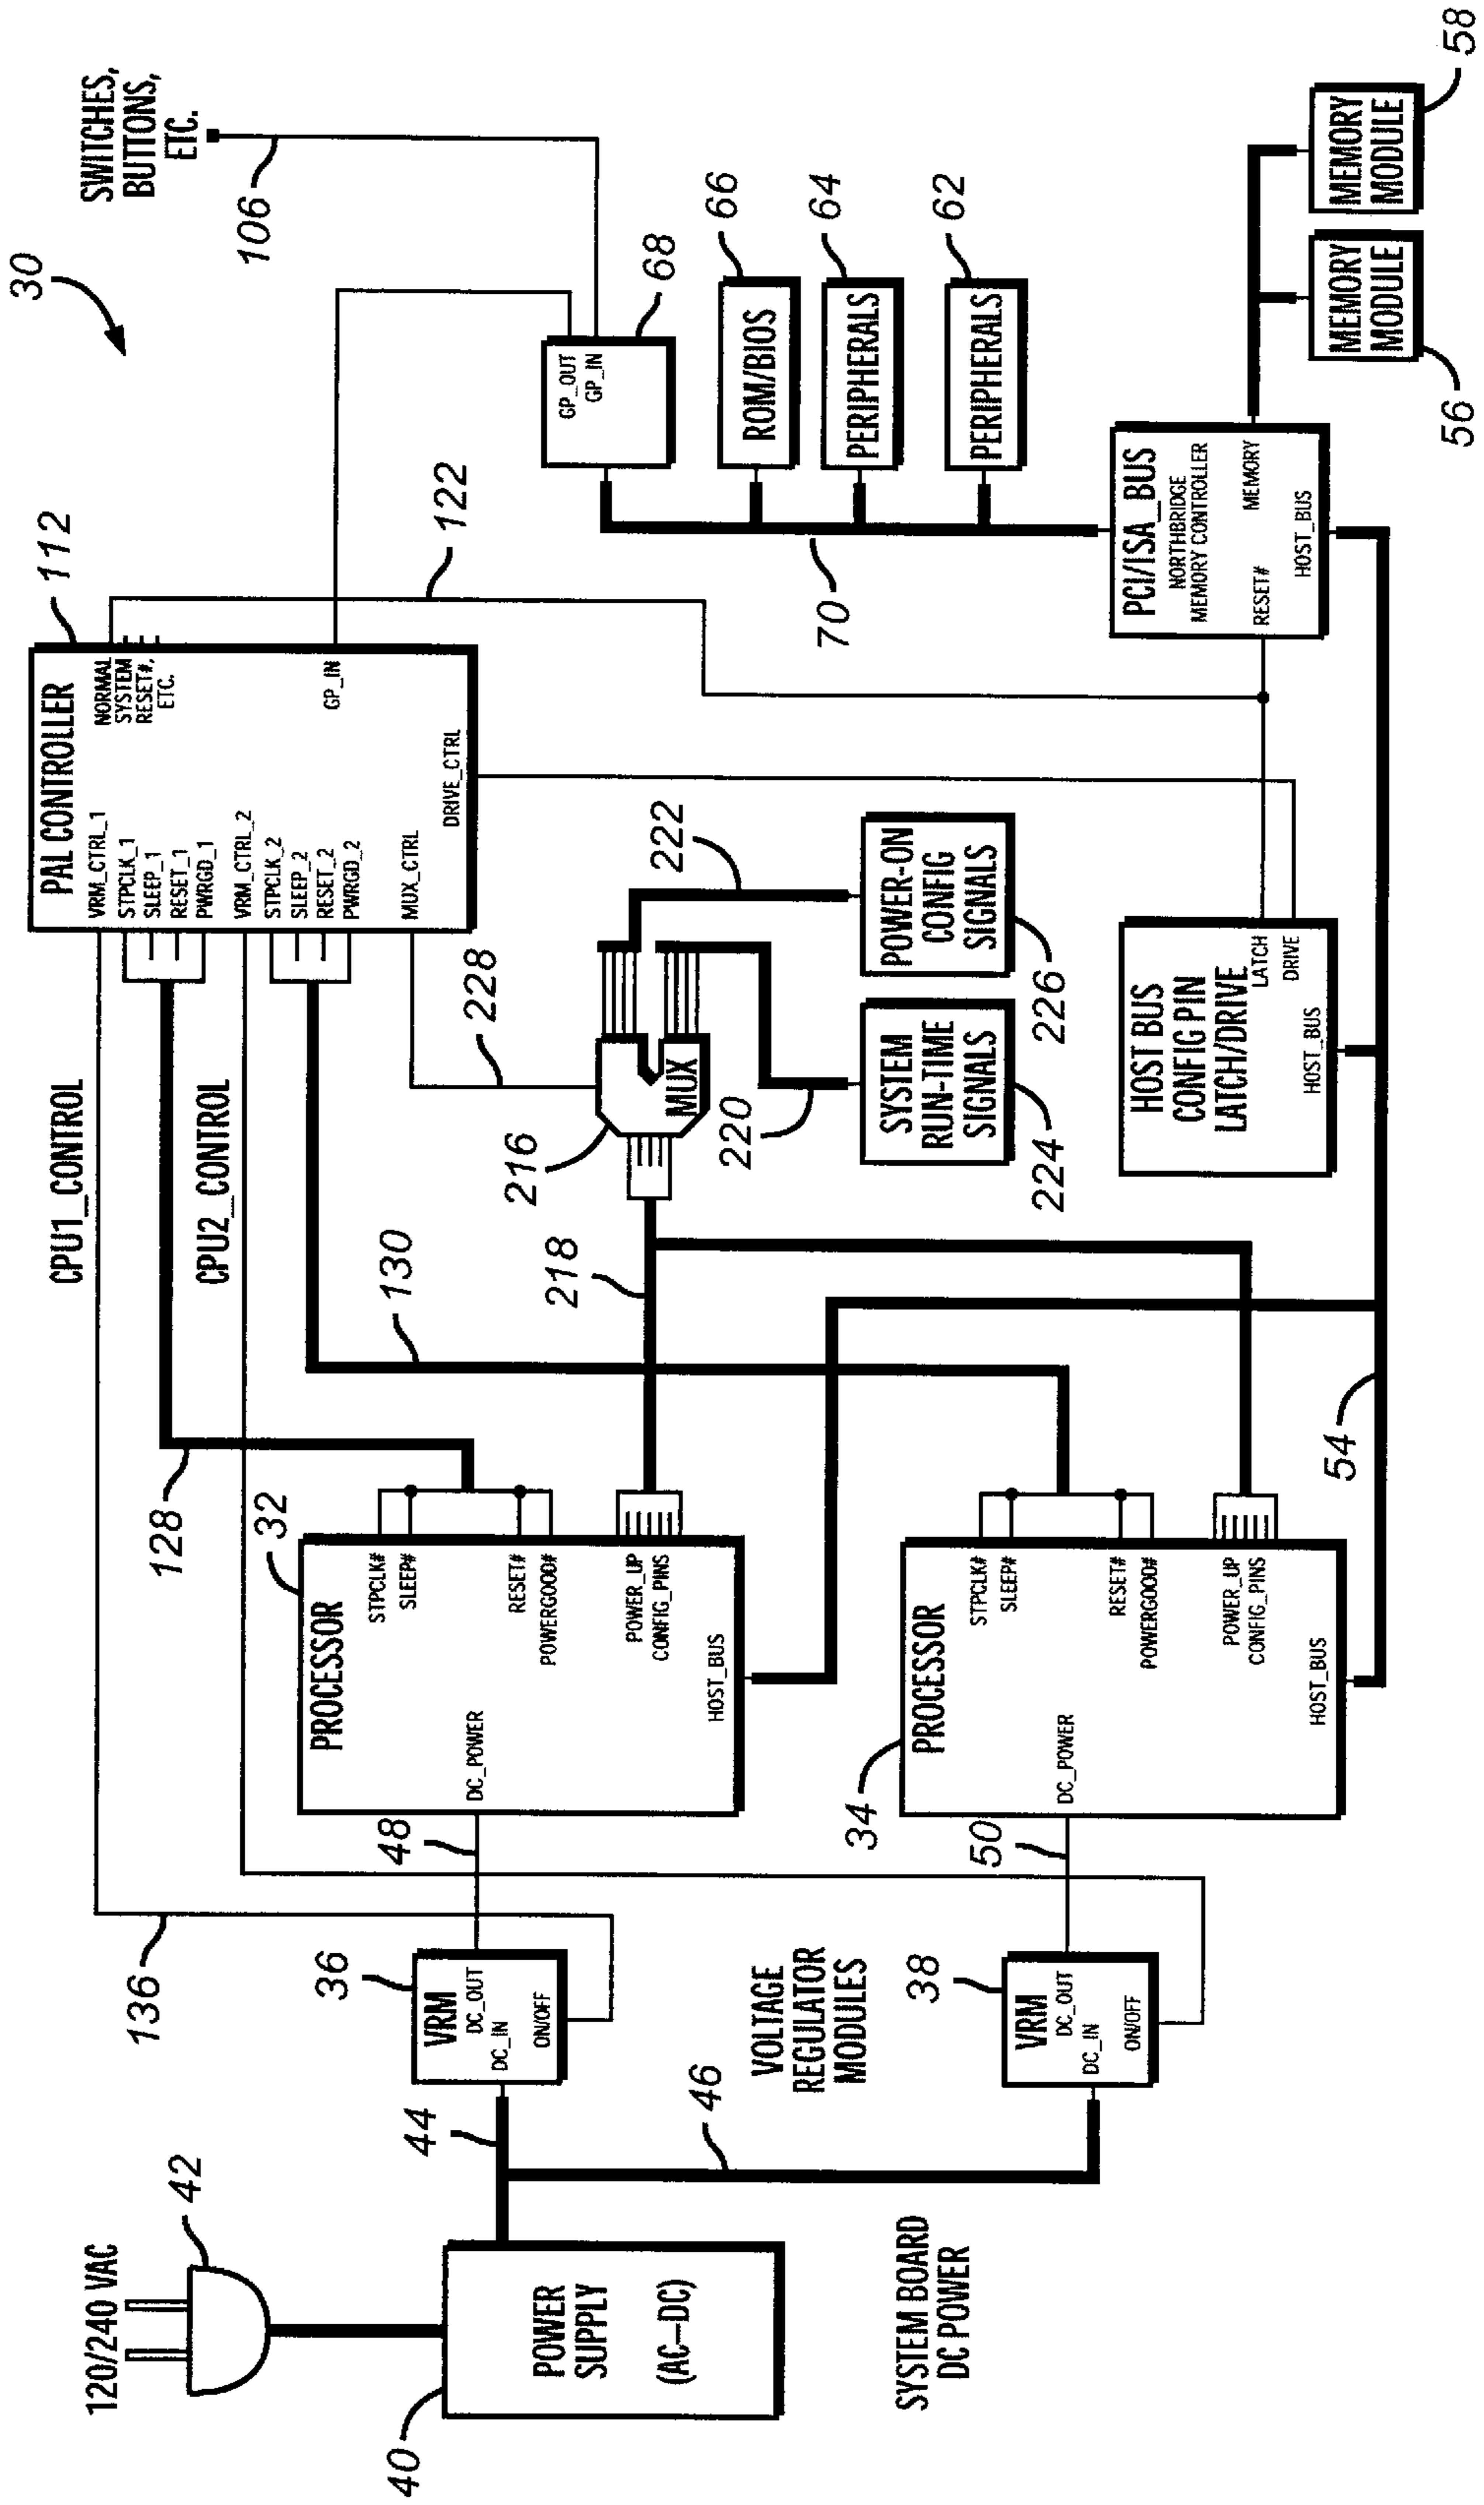 30
120/240 VAC
42
40
POWER
SUPPLY
(AC–DC)
SYSTEM BOARD
DC POWER
44
46
136
36
VRM
DC_OUT
DC_IN
ON/OFF
VOLTAGE
REGULATOR
MODULES
38
VRM
DC_OUT
DC_IN
ON/OFF
48
50
128
32
PROCESSOR
STPCLK#
SLEEP#
RESET#
POWERGOOD#
POWER_UP
CONFIG_PINS
DC_POWER
HOST_BUS
34
PROCESSOR
STPCLK#
SLEEP#
RESET#
POWERGOOD#
POWER_UP
CONFIG_PINS
DC_POWER
HOST_BUS
54
CPU1_CONTROL
CPU2_CONTROL
130
218
216
MUX
228
222
220
POWER-ON
CONFIG
SIGNALS
226
SYSTEM
RUN-TIME
SIGNALS
224
HOST BUS
CONFIG PIN
LATCH/DRIVE
LATCH
DRIVE
HOST_BUS
112
PAL CONTROLLER
VRM_CTRL_1
STPCLK_1
SLEEP_1
RESET_1
PWRGD_1
VRM_CTRL_2
STPCLK_2
SLEEP_2
RESET_2
PWRGD_2
MUX_CTRL
DRIVE_CTRL
NORMAL
SYSTEM
RESET#,
ETC.
GP_IN
122
SWITCHES,
BUTTONS,
ETC.
106
68
GP_OUT
GP_IN
66
ROM/BIOS
64
PERIPHERALS
62
PERIPHERALS
70
PCI/ISA_BUS
NORTHBRIDGE
MEMORY CONTROLLER
RESET#
MEMORY
HOST_BUS
MEMORY
MODULE
56
MEMORY
MODULE
58